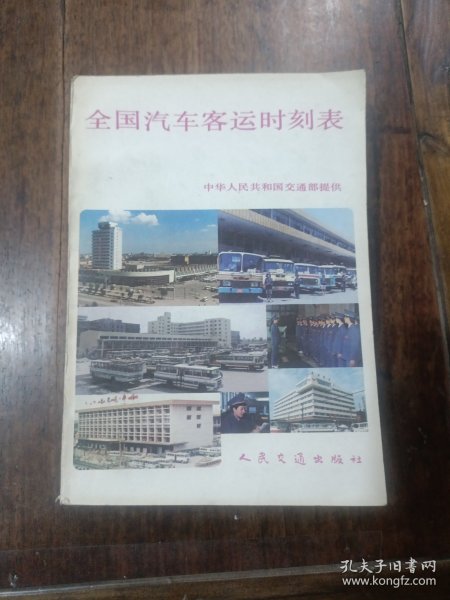 全国汽车客运时刻表
中华人民共和国交通部提供
人民交通出版社
孔夫子旧书网
www.kongfz.com